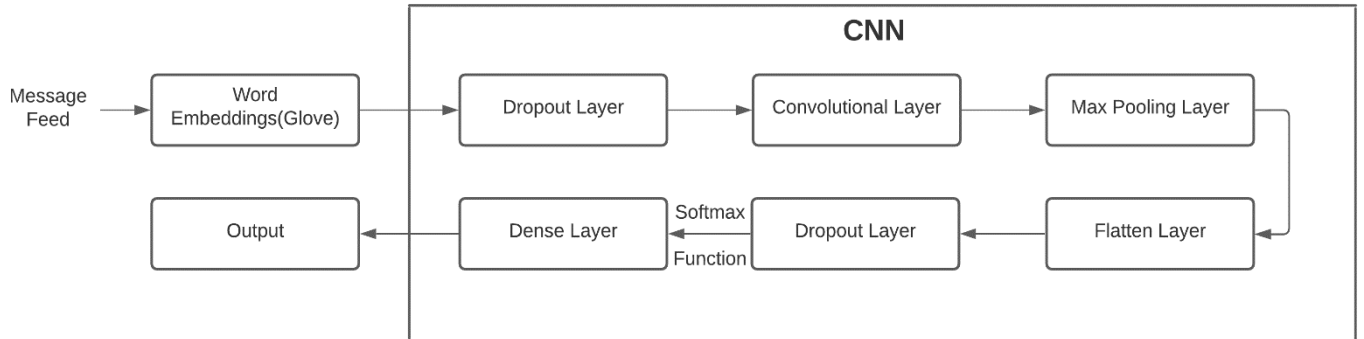 CNN
Message
Feed
Word
Embeddings(Glove)
Dropout Layer
Convolutional Layer
Max Pooling Layer
Flatten Layer
Dropout Layer
Softmax
Function
Dense Layer
Output